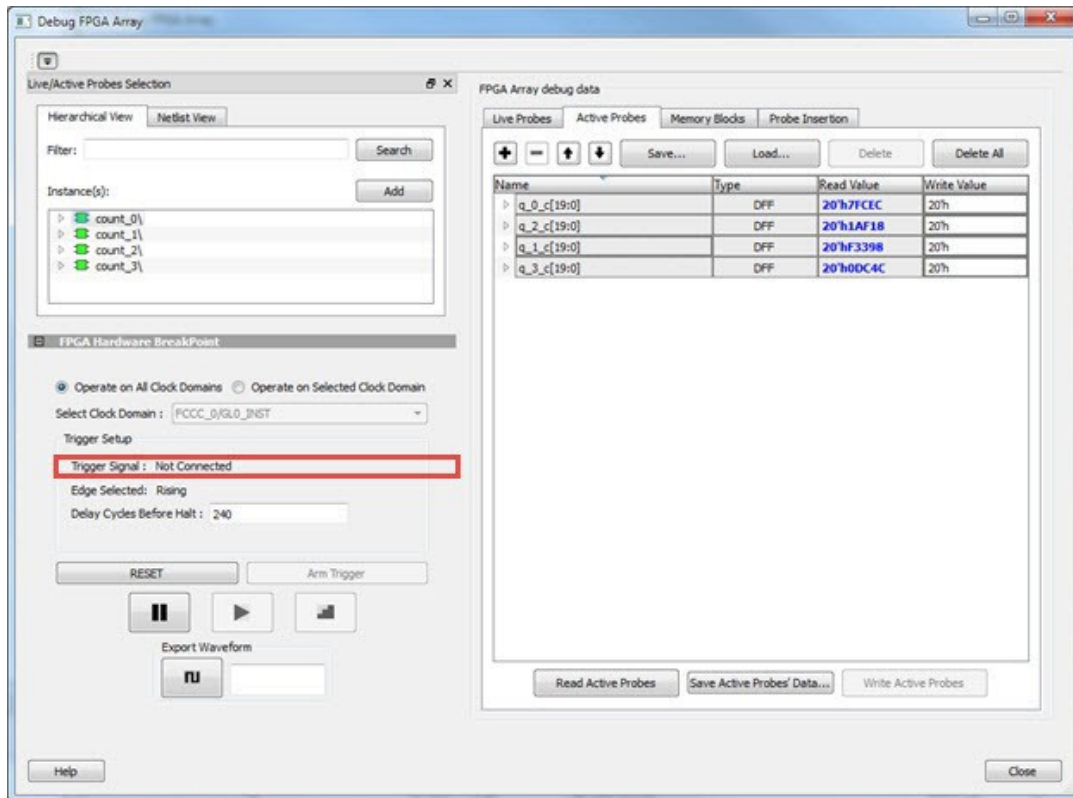 Debug FPGA Array
Live/Active Probes Selection
Hierarchical View Netlist View
Filter: Search
Instance(s): Add
count_0\
count_1\
count_2\
count_3\
FPGA Hardware BreakPoint
Operate on All Clock Domains Operate on Selected Clock Domain
Select Clock Domain : FCCC_0/GL0_INST
Trigger Setup
Trigger Signal : Not Connected
Edge Selected: Rising
Delay Cycles Before Halt : 240
RESET Arm Trigger
Export Waveform
FPGA Array debug data
Live Probes Active Probes Memory Blocks Probe Insertion
Save... Load... Delete Delete All
Name Type Read Value Write Value
q_0_c[19:0] DFF 20'h7FCEC 20'h
q_2_c[19:0] DFF 20'h1AF18 20'h
q_1_c[19:0] DFF 20'hF3398 20'h
q_3_c[19:0] DFF 20'h0DC4C 20'h
Read Active Probes Save Active Probes' Data... Write Active Probes
Help Close